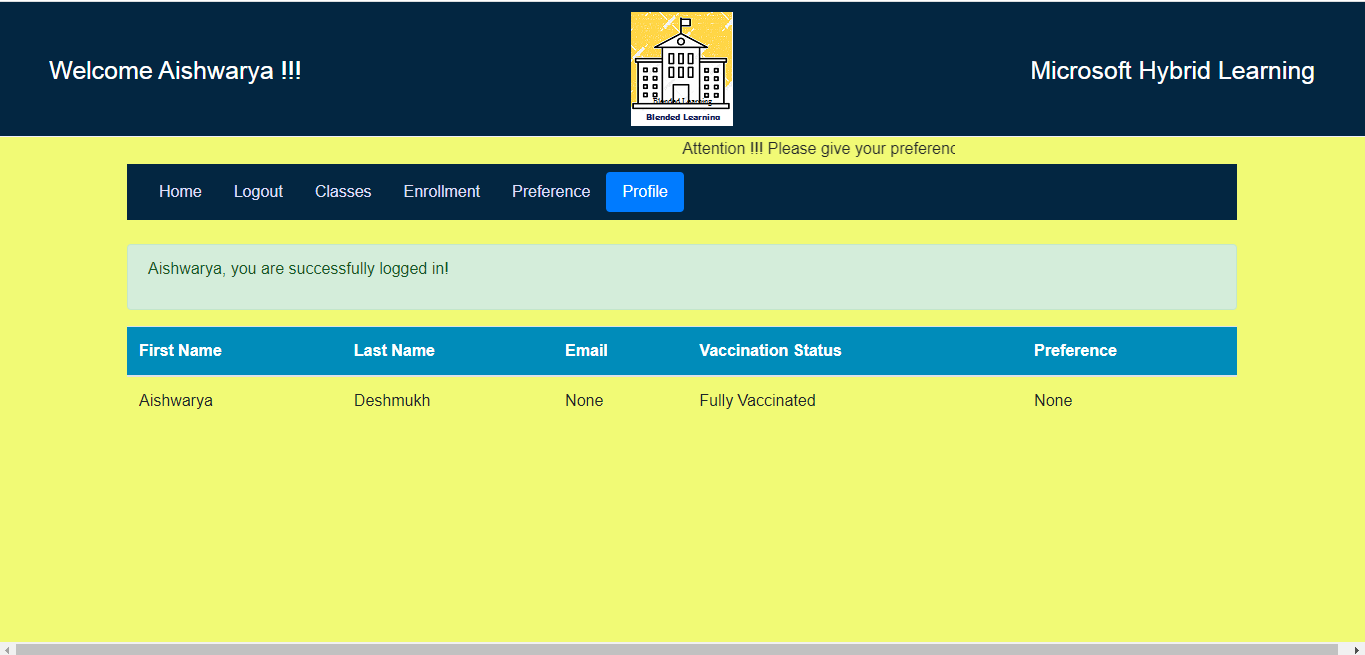 Welcome Aishwarya !!!
Blended Learning
Blended Learning
Microsoft Hybrid Learning
Attention !!! Please give your preferenc
Home Logout Classes Enrollment Preference Profile
Aishwarya, you are successfully logged in!
First Name Last Name Email Vaccination Status Preference
Aishwarya Deshmukh None Fully Vaccinated None